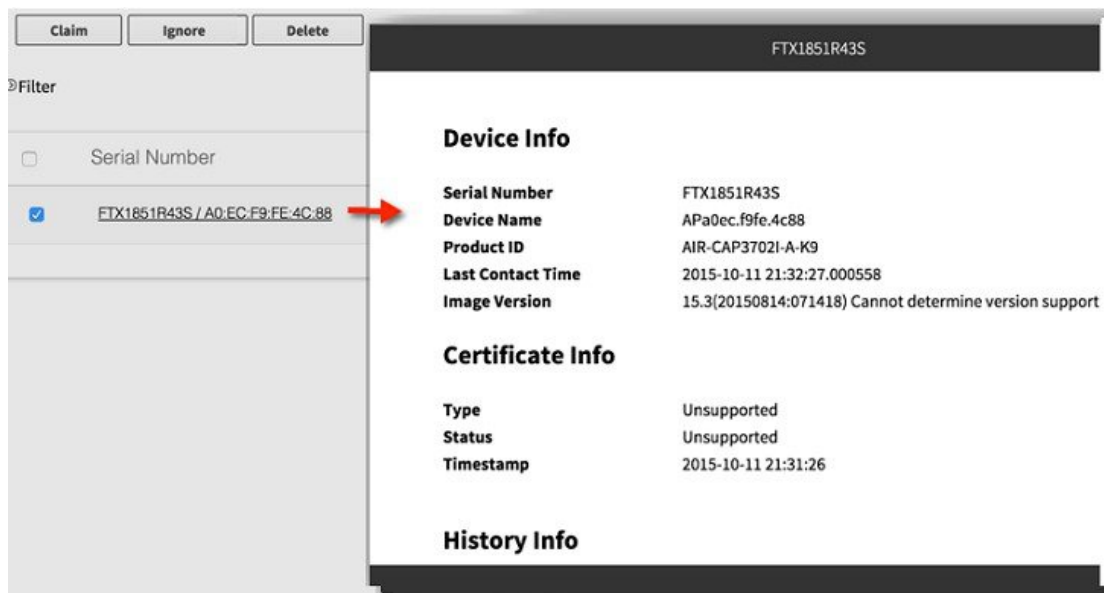 Claim Ignore Delete
Filter
Serial Number
FTX1851R43S / A0:EC:F9:FE:4C:88
FTX1851R43S
Device Info
Serial Number FTX1851R43S
Device Name APa0ec.f9fe.4c88
Product ID AIR-CAP3702I-A-K9
Last Contact Time 2015-10-11 21:32:27.000558
Image Version 15.3(20150814:071418) Cannot determine version support
Certificate Info
Type Unsupported
Status Unsupported
Timestamp 2015-10-11 21:31:26
History Info